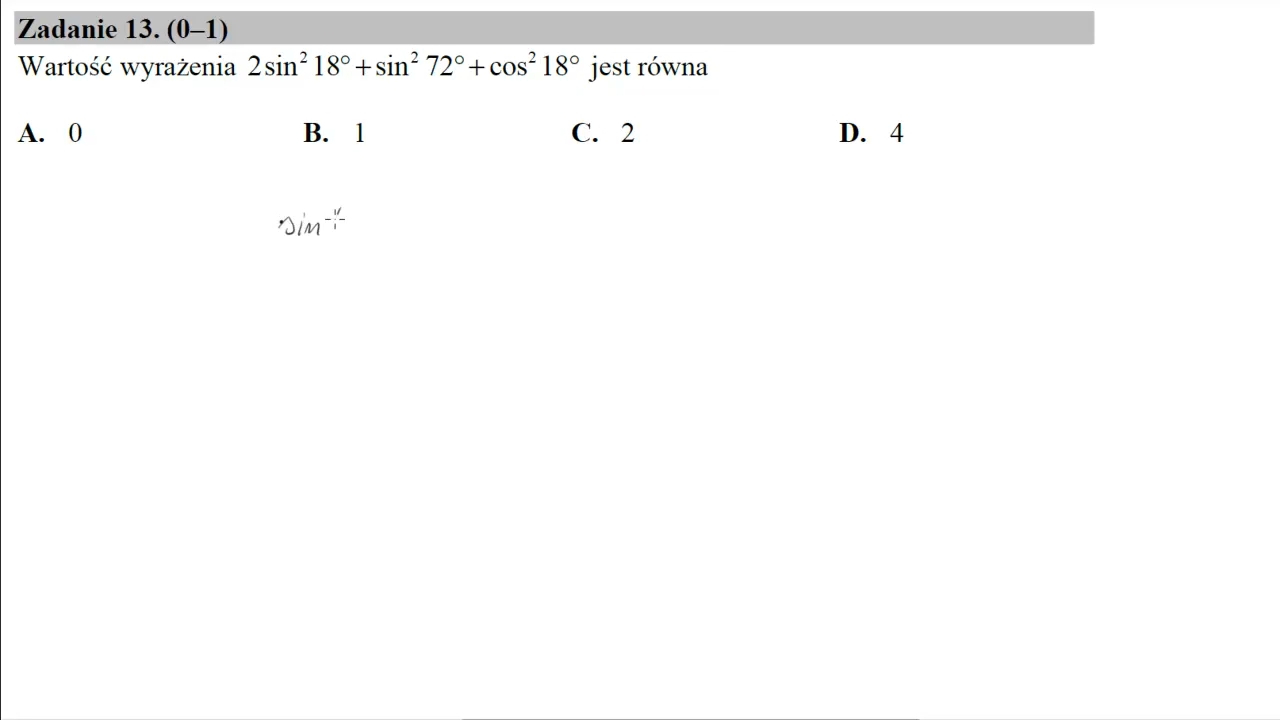 Zadanie 13. (0–1)
Wartość wyrażenia 2sin² 18° + sin² 72° + cos² 18° jest równa
A. 0 B. 1 C. 2 D. 4
sin